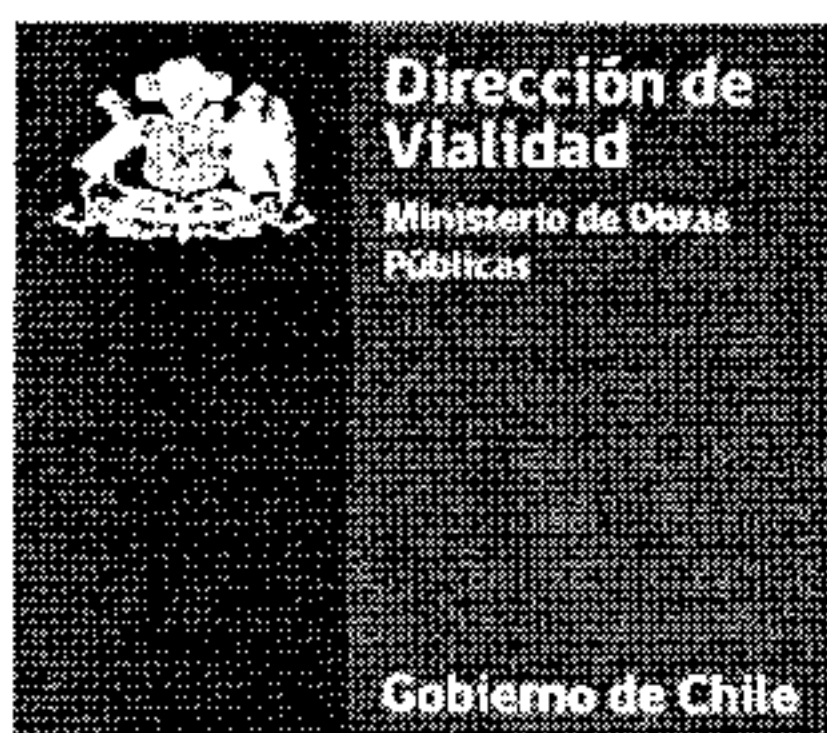 Dirección de
Vialidad
Ministerio de Obras
Públicas
Gobierno de Chile